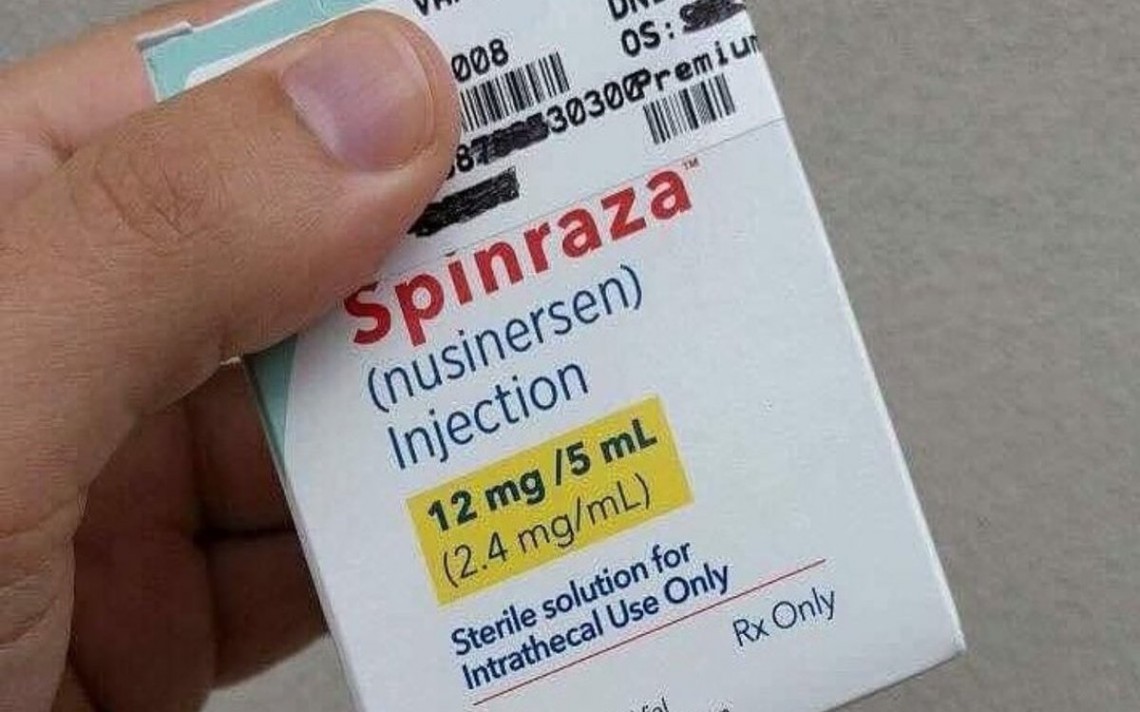 008
OS:
30300Premium
Spinraza™
(nusinersen)
Injection
12 mg /5 mL
(2.4 mg/mL)
Sterile solution for
Intrathecal Use Only
Rx Only